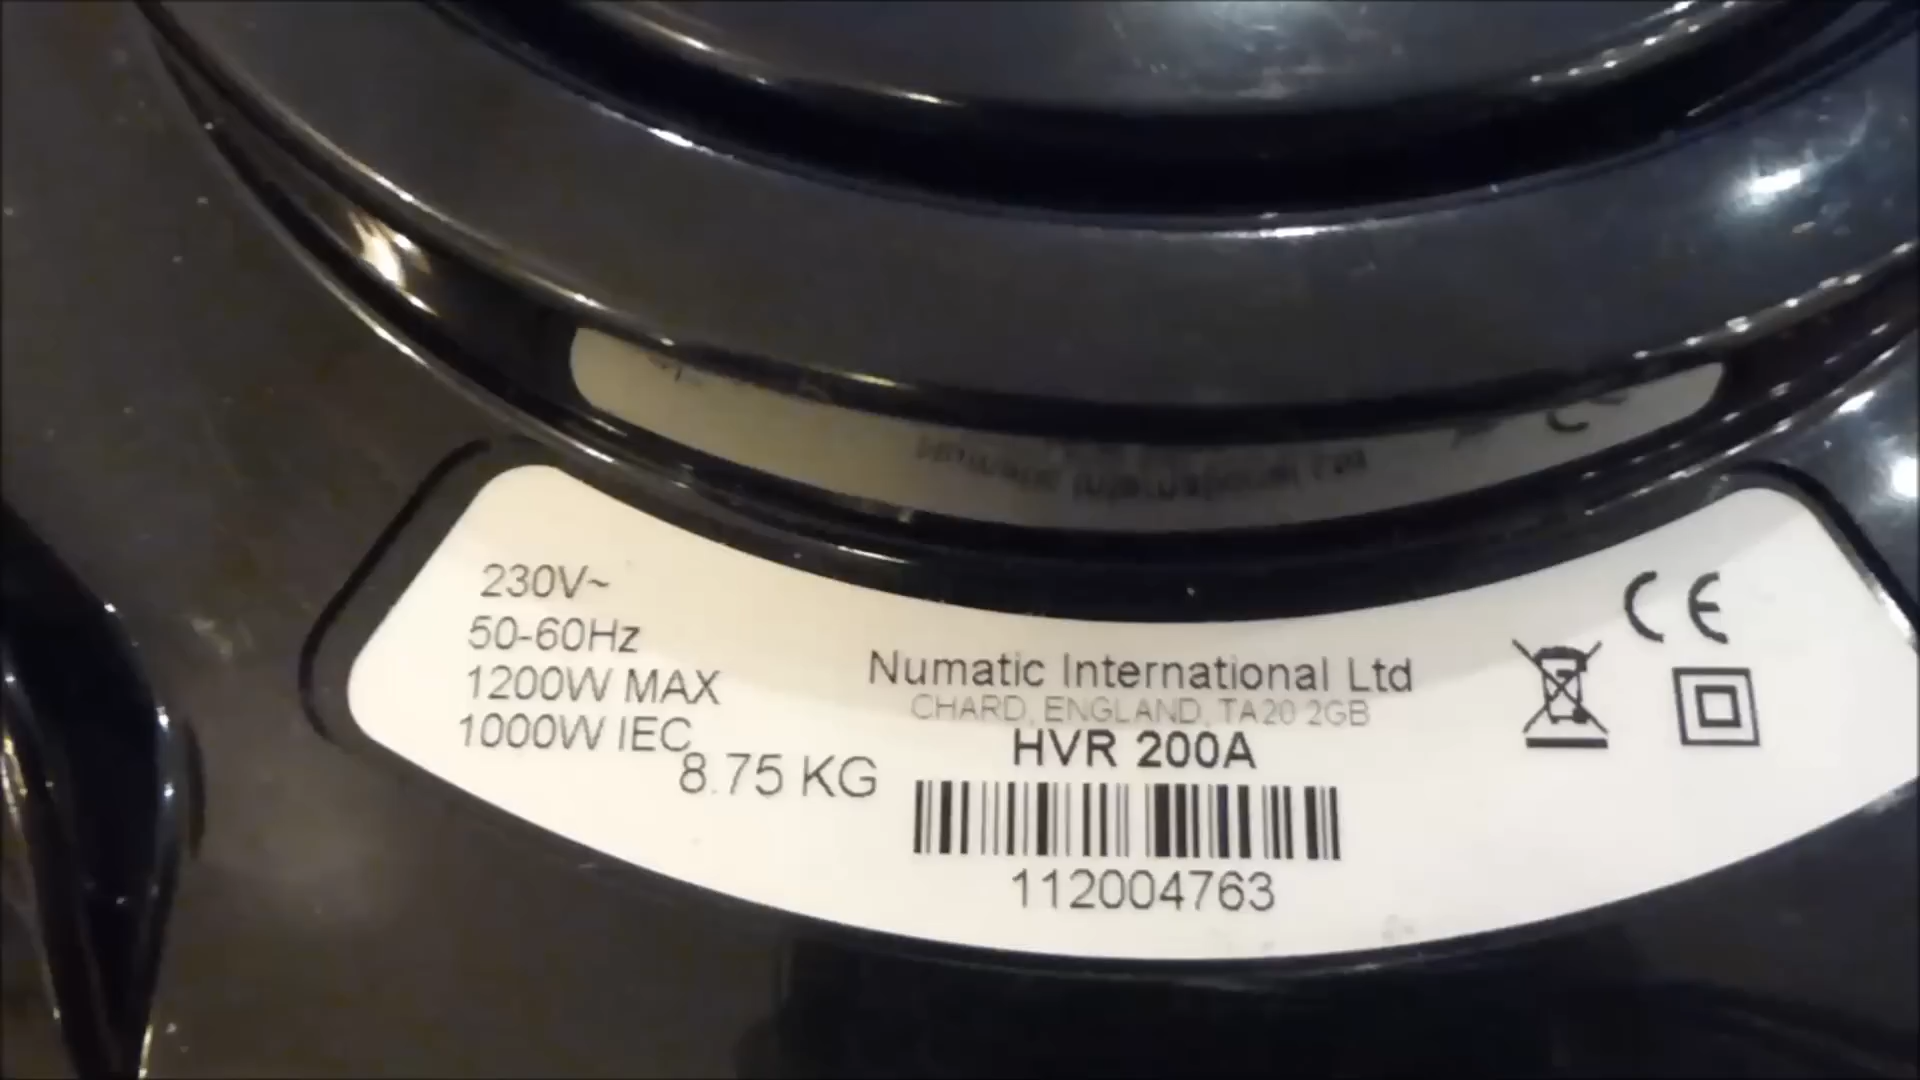 230V~
50-60Hz
1200W MAX
1000W IEC
8.75 KG
Numatic International Ltd
CHARD, ENGLAND, TA20 2GB
HVR 200A
112004763
CE